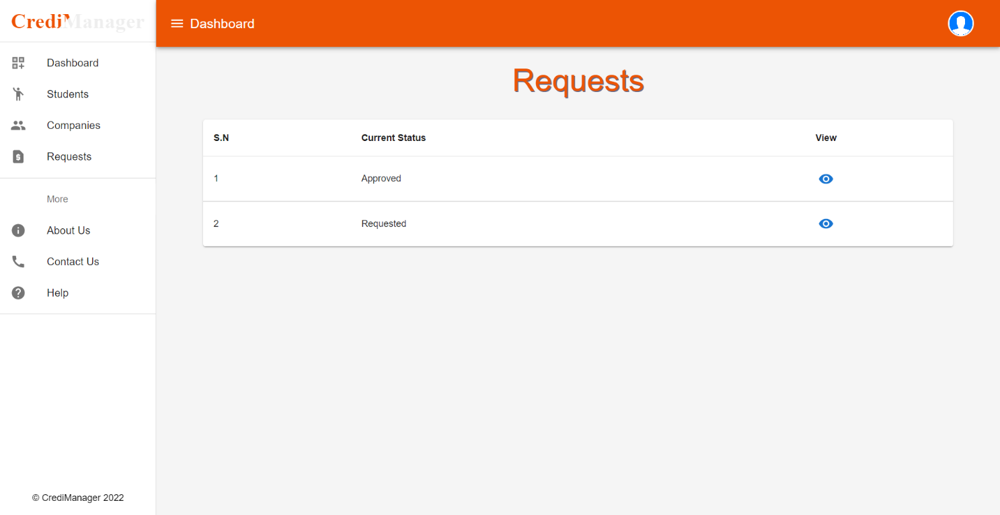 CrediManager
Dashboard
Students
Companies
Requests
More
About Us
Contact Us
Help
© CrediManager 2022
Dashboard
Requests
S.N Current Status View
1 Approved
2 Requested